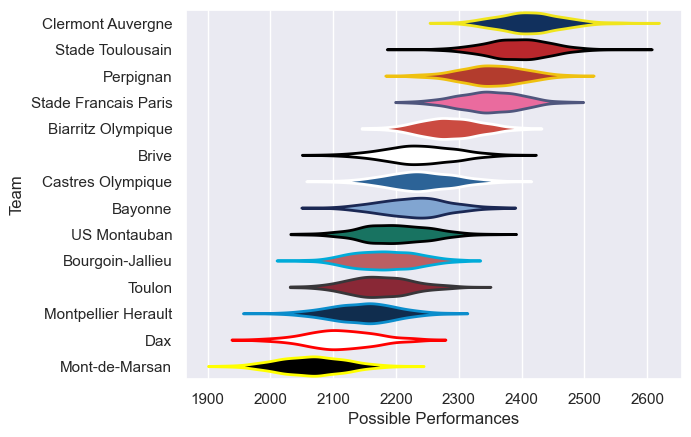 Clermont Auvergne
Stade Toulousain
Perpignan
Stade Francais Paris
Biarritz Olympique
Brive
Castres Olympique
Bayonne
US Montauban
Bourgoin-Jallieu
Toulon
Montpellier Herault
Dax
Mont-de-Marsan
Team
1900 2000 2100 2200 2300 2400 2500 2600
Possible Performances